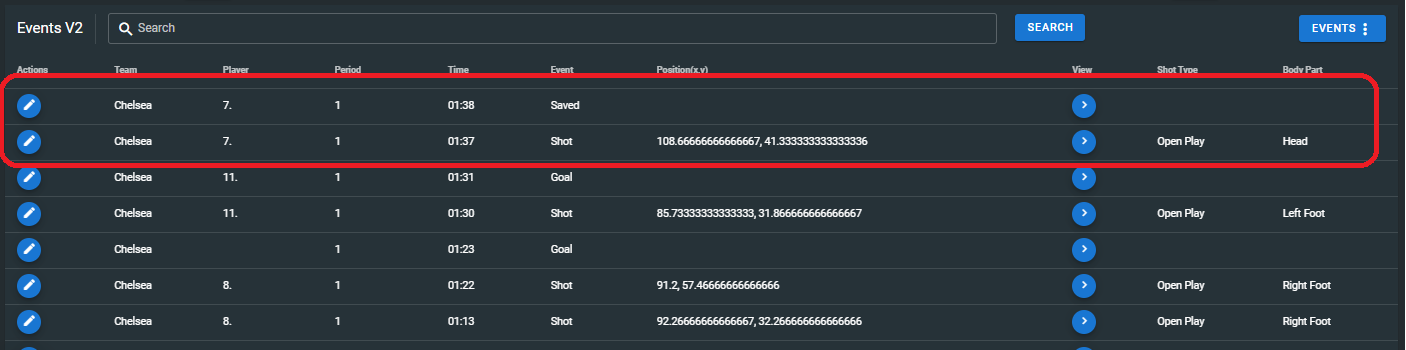 Events V2 Search SEARCH EVENTS
Actions Team Player Period Time Event Position(x,y) View Shot Type Body Part
Chelsea 7. 1 01:38 Saved
Chelsea 7. 1 01:37 Shot 108.66666666666667, 41.333333333333336 Open Play Head
Chelsea 11. 1 01:31 Goal
Chelsea 11. 1 01:30 Shot 85.73333333333333, 31.866666666666667 Open Play Left Foot
Chelsea 1 01:23 Goal
Chelsea 8. 1 01:22 Shot 91.2, 57.46666666666666 Open Play Right Foot
Chelsea 8. 1 01:13 Shot 92.26666666666667, 32.266666666666666 Open Play Right Foot